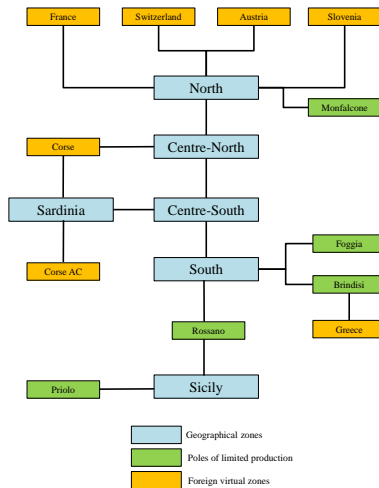 France
Switzerland
Austria
Slovenia
North
Monfalcone
Corse
Centre-North
Sardinia
Centre-South
Corse AC
South
Foggia
Brindisi
Rossano
Greece
Priolo
Sicily
Geographical zones
Poles of limited production
Foreign virtual zones